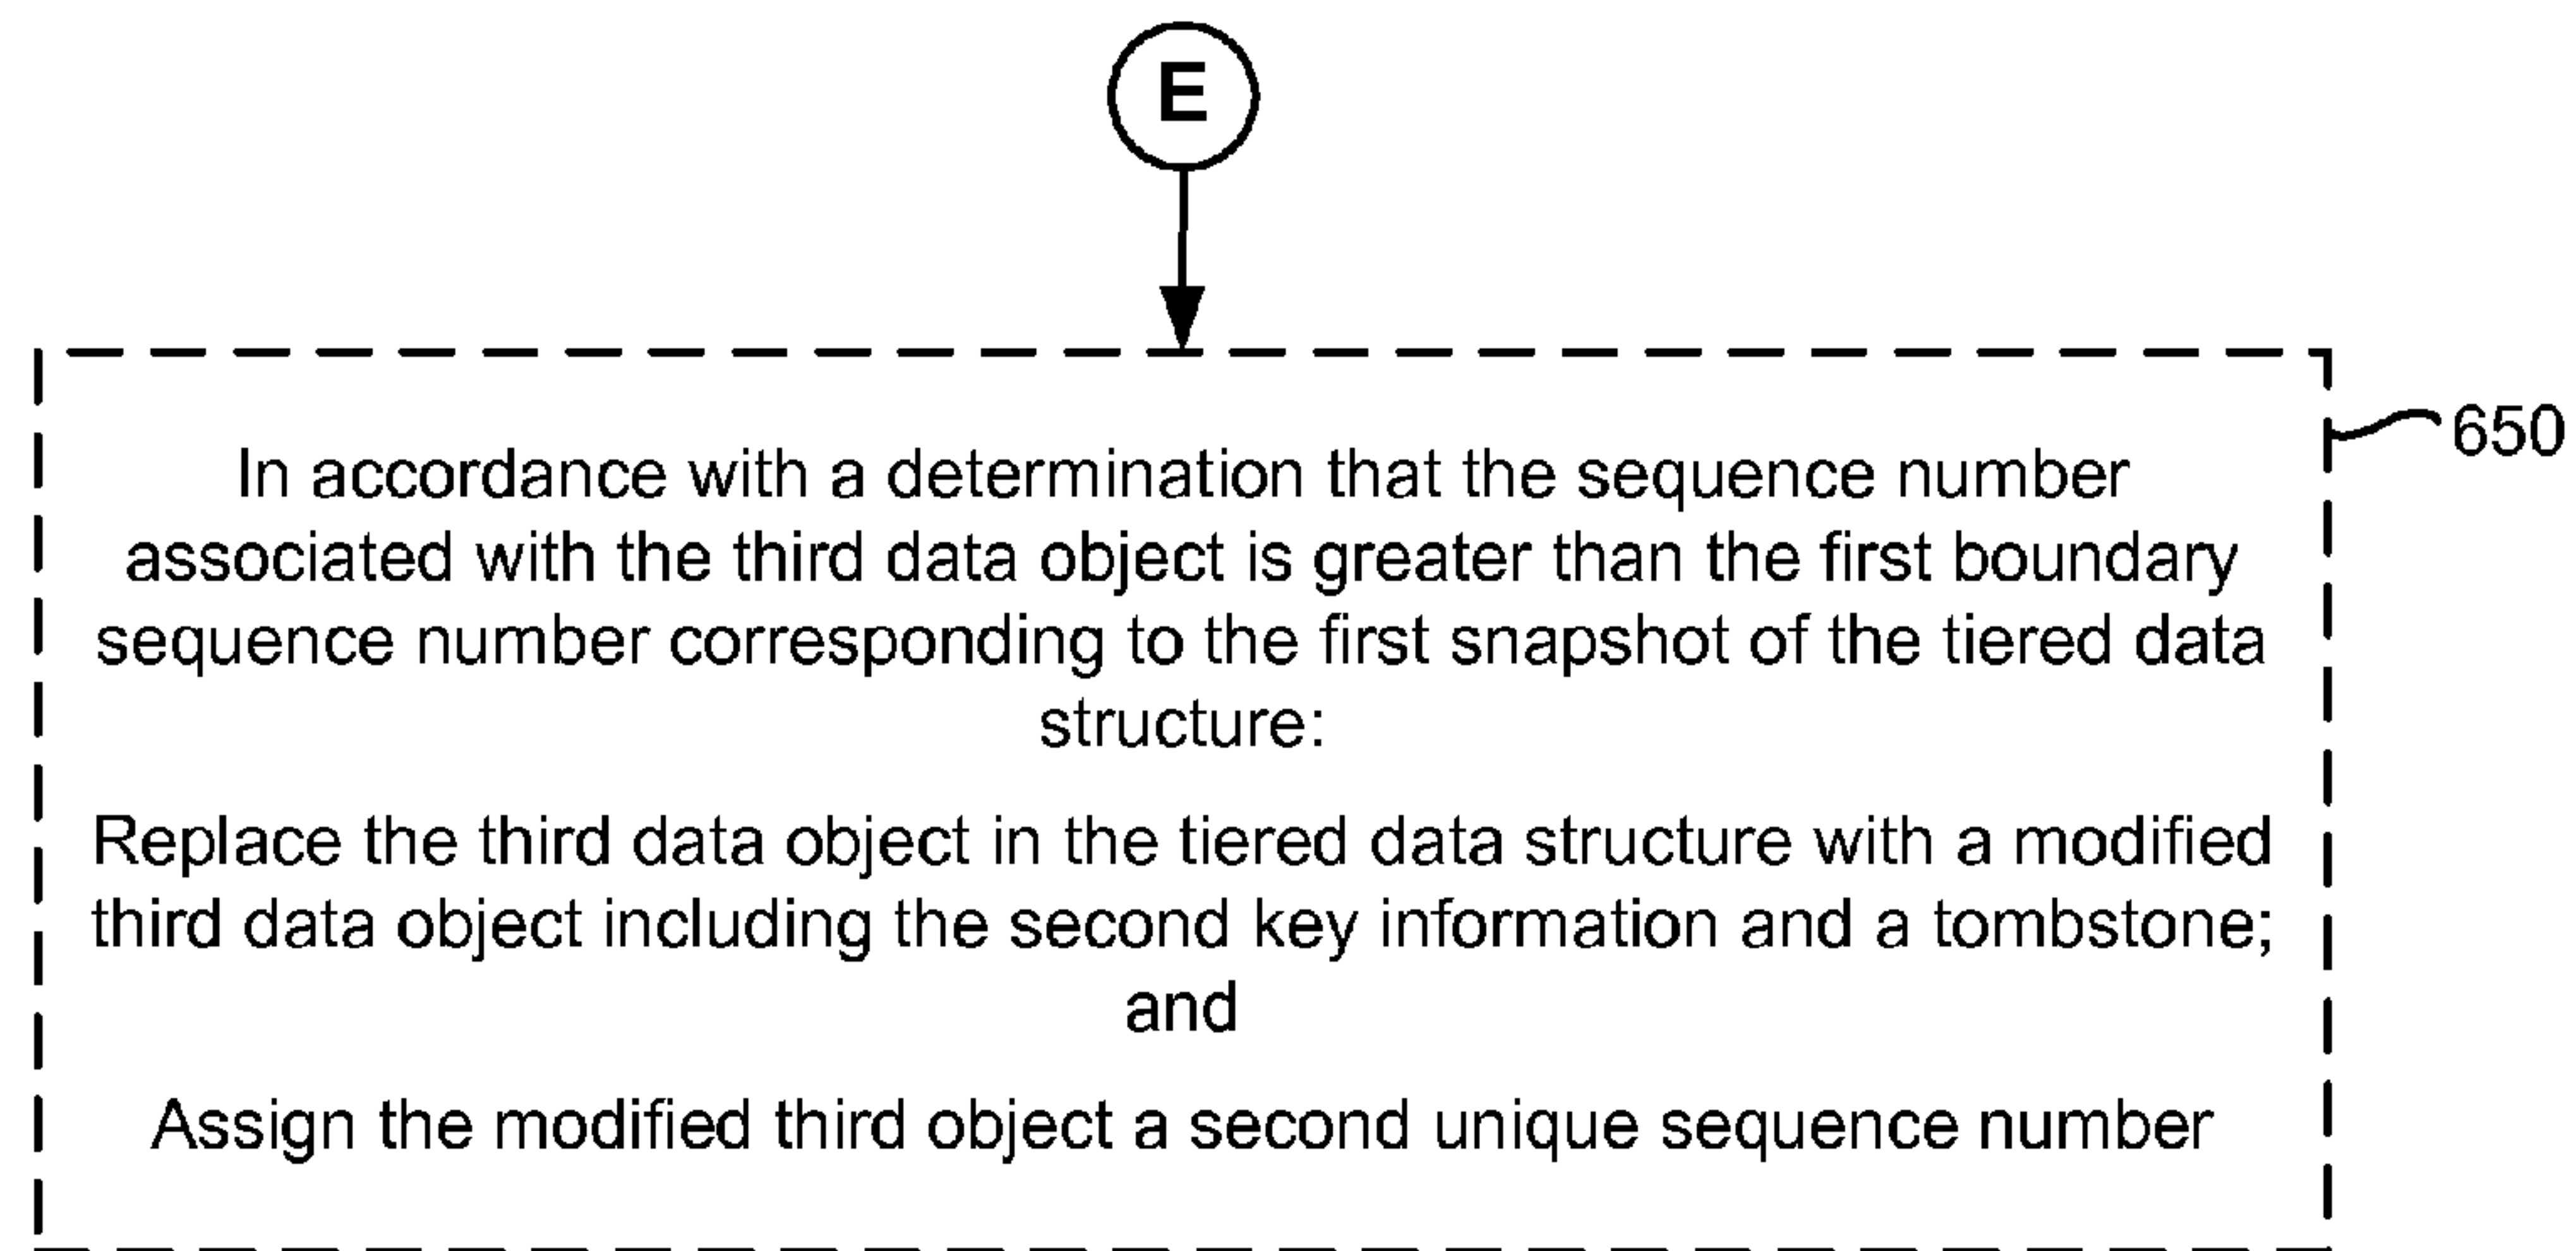 E
650
In accordance with a determination that the sequence number
associated with the third data object is greater than the first boundary
sequence number corresponding to the first snapshot of the tiered data
structure:
Replace the third data object in the tiered data structure with a modified
third data object including the second key information and a tombstone;
and
Assign the modified third object a second unique sequence number